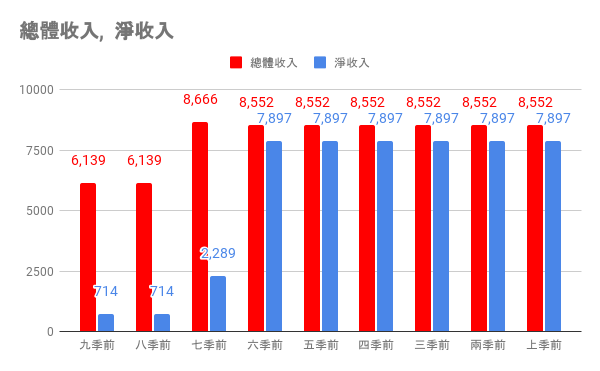 總體收入, 淨收入
總體收入 淨收入
10000
7500
5000
2500
0
6,139 6,139 8,666 8,552 8,552 8,552 8,552 8,552 8,552
714 714 2,289 7,897 7,897 7,897 7,897 7,897 7,897
九季前 八季前 七季前 六季前 五季前 四季前 三季前 兩季前 上季前